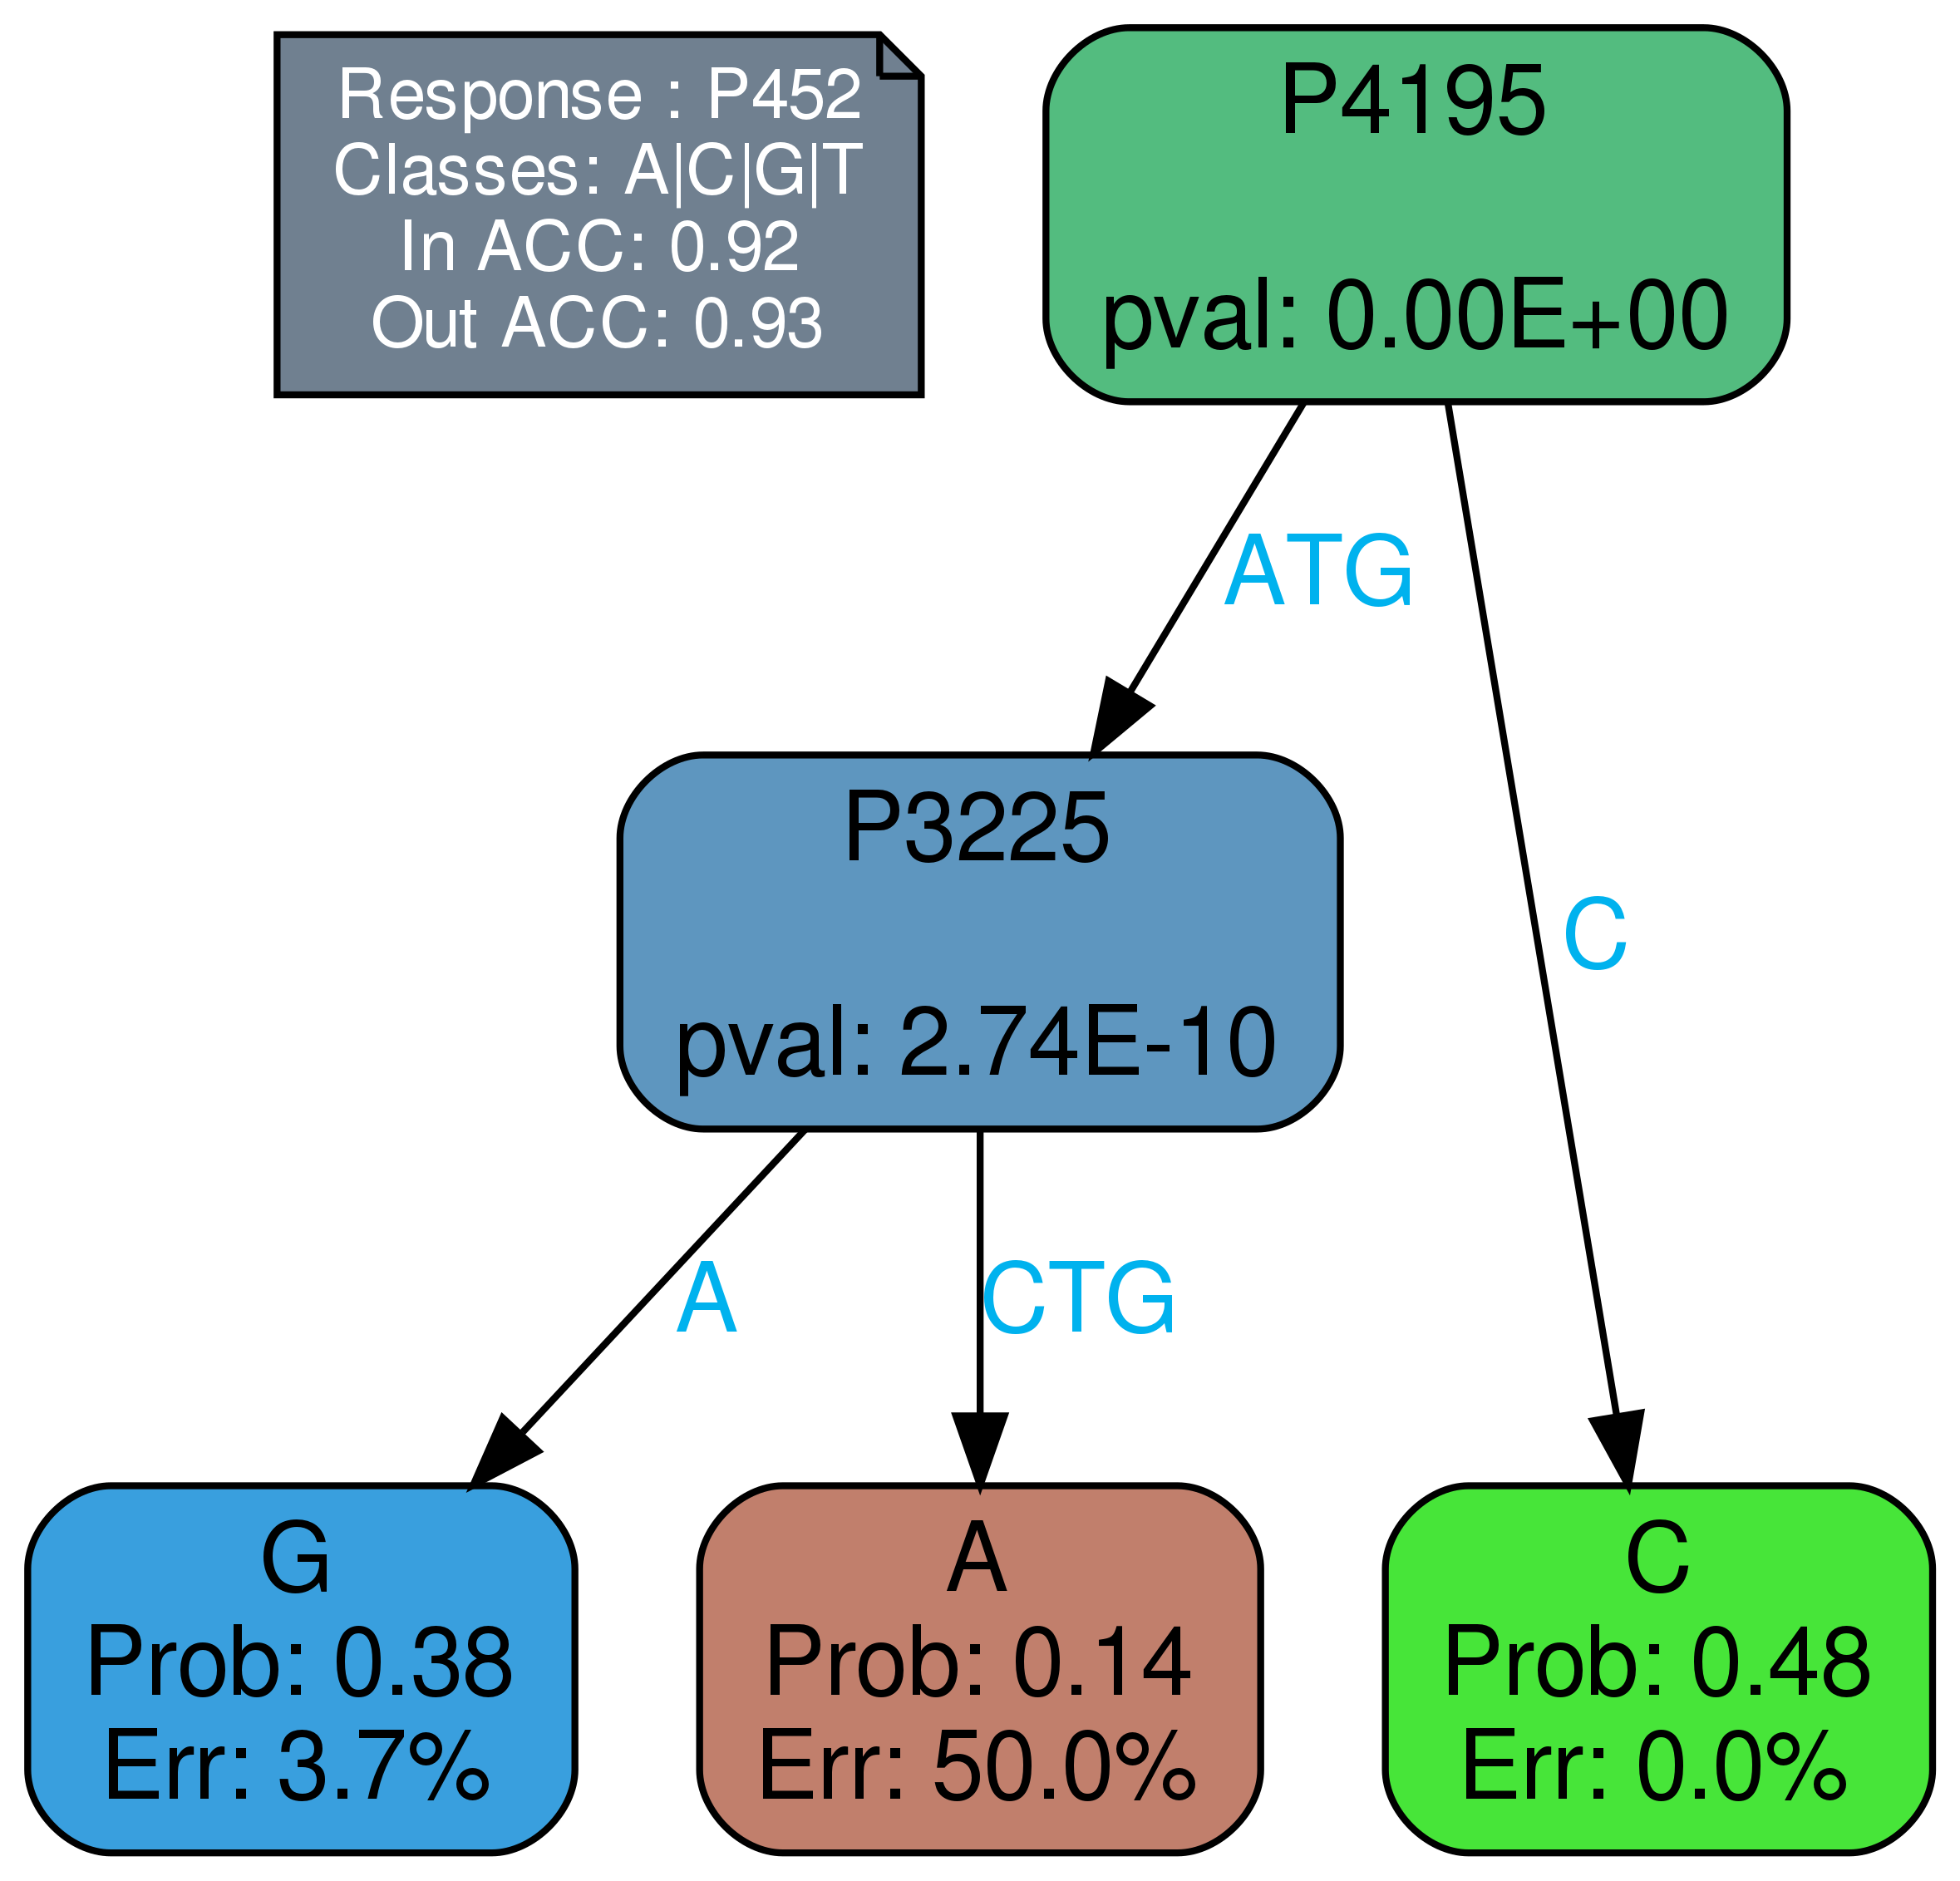 Response : P452
Classes: A|C|G|T
In ACC: 0.92
Out ACC: 0.93
P4195
pval: 0.00E+00
ATG
C
P3225
pval: 2.74E-10
A
CTG
G
Prob: 0.38
Err: 3.7%
A
Prob: 0.14
Err: 50.0%
C
Prob: 0.48
Err: 0.0%